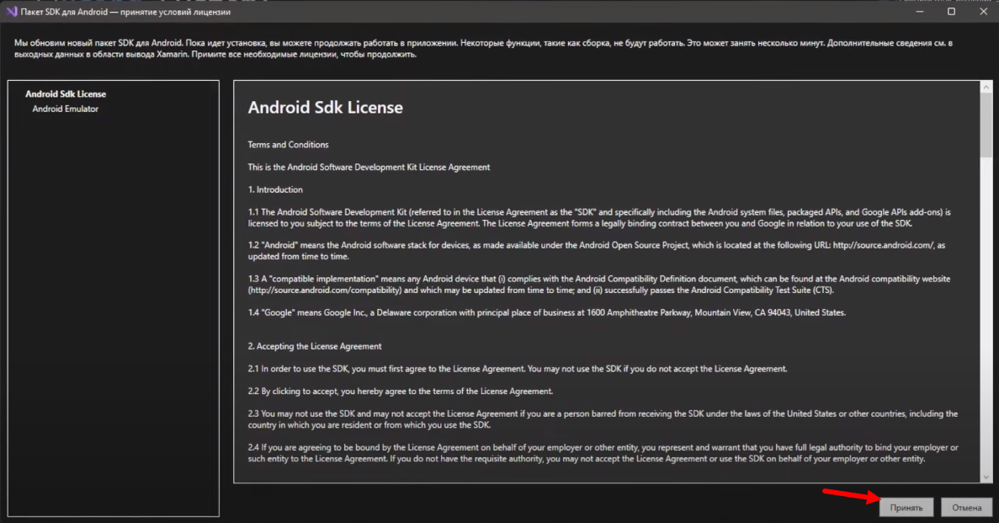 Пакет SDK для Android — принятие условий лицензии
Мы обновим новый пакет SDK для Android. Пока идет установка, вы можете продолжать работать в приложении. Некоторые функции, такие как сборка, не будут работать. Это может занять несколько минут. Дополнительные сведения см. в
выходных данных в области вывода Xamarin. Примите все необходимые лицензии, чтобы продолжить.
Android Sdk License
Android Emulator
Android Sdk License
Terms and Conditions
This is the Android Software Development Kit License Agreement
1. Introduction
1.1 The Android Software Development Kit (referred to in the License Agreement as the "SDK" and specifically including the Android system files, packaged APIs, and Google APIs add-ons) is
licensed to you subject to the terms of the License Agreement. The License Agreement forms a legally binding contract between you and Google in relation to your use of the SDK.
1.2 "Android" means the Android software stack for devices, as made available under the Android Open Source Project, which is located at the following URL: http://source.android.com/, as
updated from time to time.
1.3 A "compatible implementation" means any Android device that (i) complies with the Android Compatibility Definition document, which can be found at the Android compatibility website
(http://source.android.com/compatibility) and which may be updated from time to time; and (ii) successfully passes the Android Compatibility Test Suite (CTS).
1.4 "Google" means Google Inc., a Delaware corporation with principal place of business at 1600 Amphitheatre Parkway, Mountain View, CA 94043, United States.
2. Accepting the License Agreement
2.1 In order to use the SDK, you must first agree to the License Agreement. You may not use the SDK if you do not accept the License Agreement.
2.2 By clicking to accept, you hereby agree to the terms of the License Agreement.
2.3 You may not use the SDK and may not accept the License Agreement if you are a person barred from receiving the SDK under the laws of the United States or other countries, including the
country in which you are resident or from which you use the SDK.
2.4 If you are agreeing to be bound by the License Agreement on behalf of your employer or other entity, you represent and warrant that you have full legal authority to bind your employer or
such entity to the License Agreement. If you do not have the requisite authority, you may not accept the License Agreement or use the SDK on behalf of your employer or other entity.
Принять
Отмена